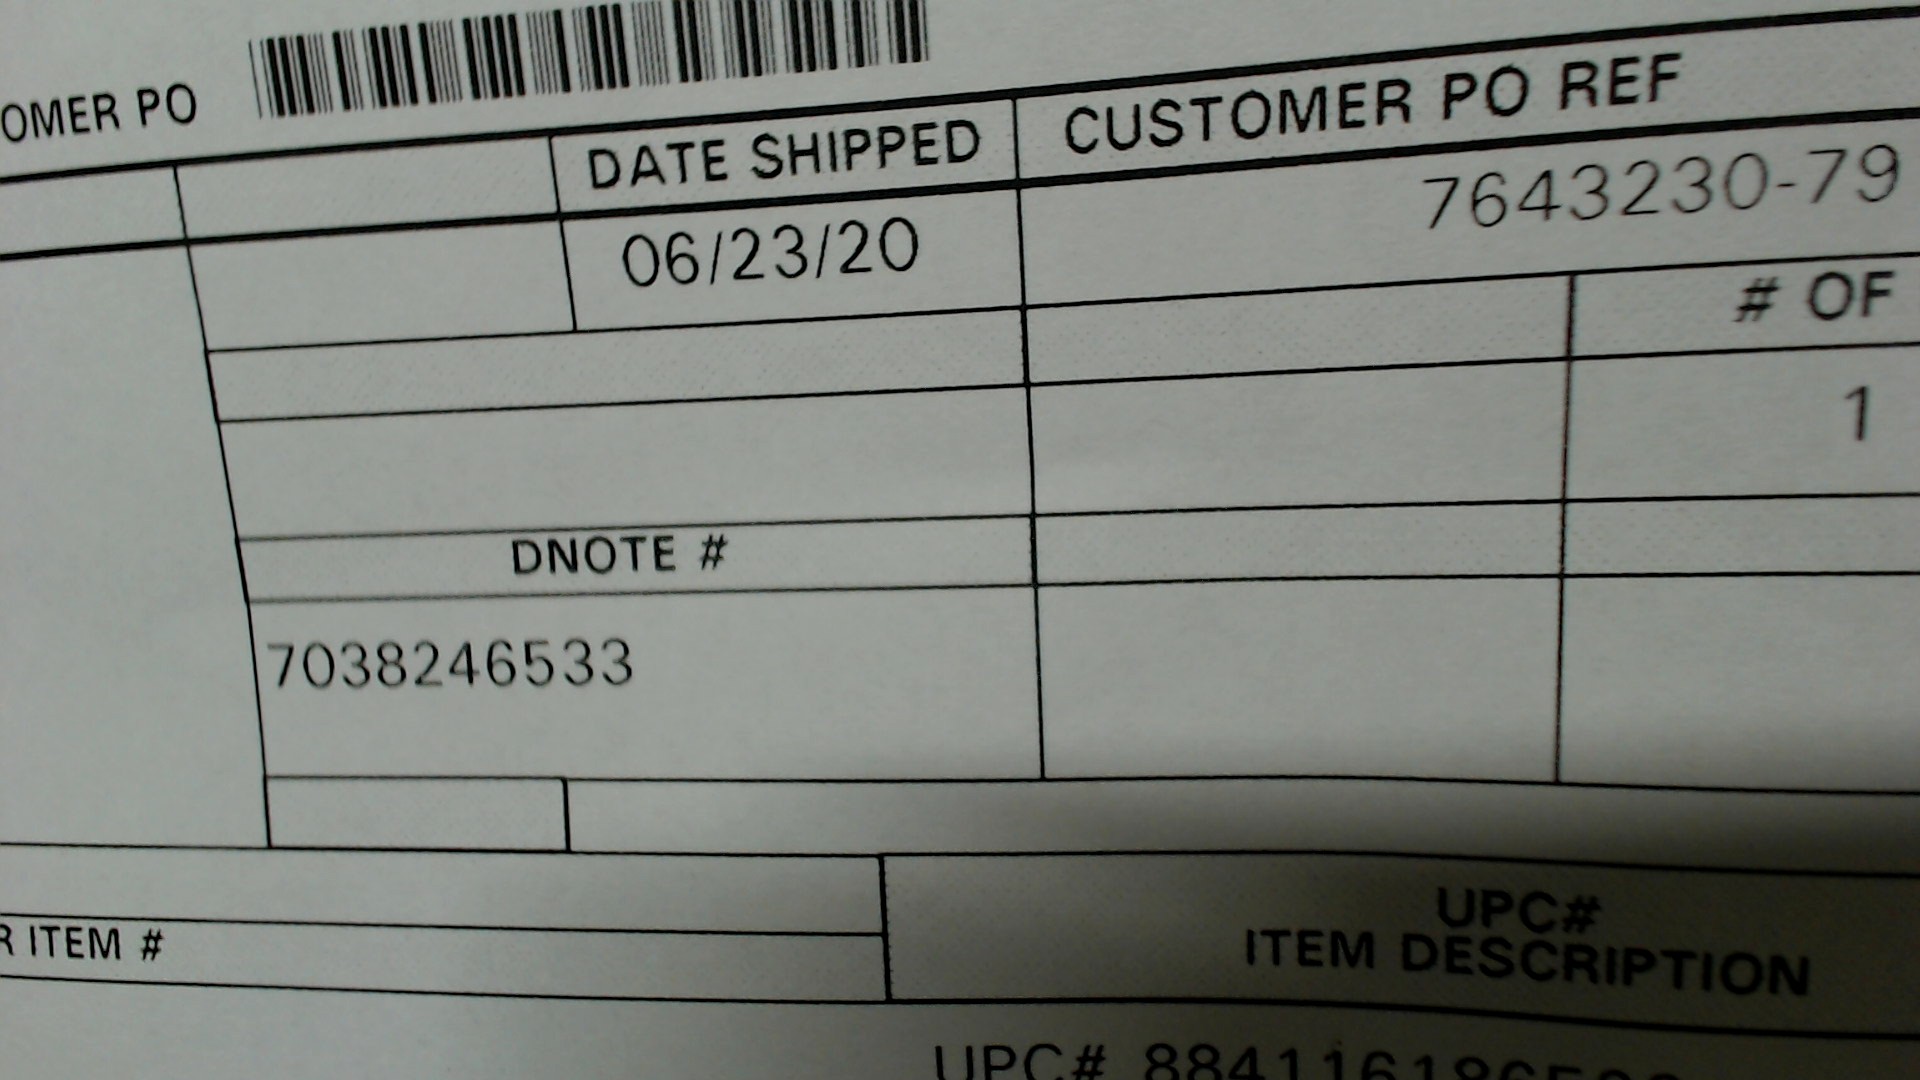 OMER PO
DATE SHIPPED
CUSTOMER PO REF
06/23/20
7643230-79
# OF
1
DNOTE #
7038246533
R ITEM #
UPC#
ITEM DESCRIPTION
UPC#